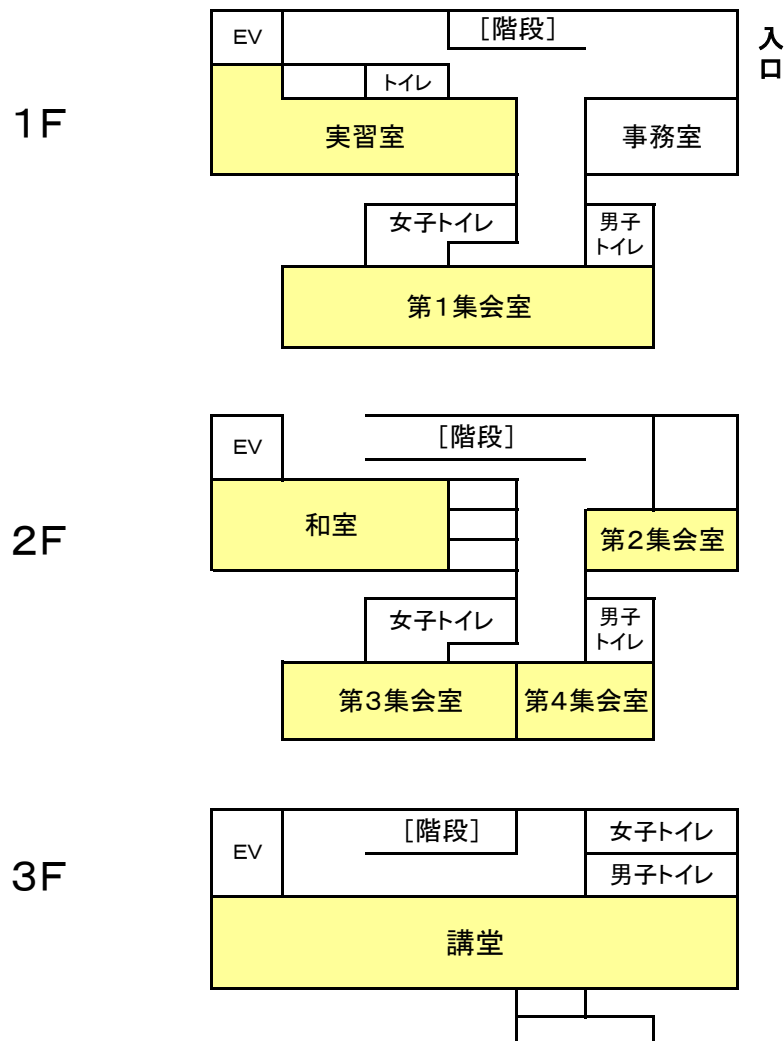 1F
EV
[階段]
入
口
トイレ
実習室
事務室
女子トイレ
男子
トイレ
第1集会室
2F
EV
[階段]
和室
第2集会室
女子トイレ
男子
トイレ
第3集会室
第4集会室
3F
EV
[階段]
女子トイレ
男子トイレ
講堂